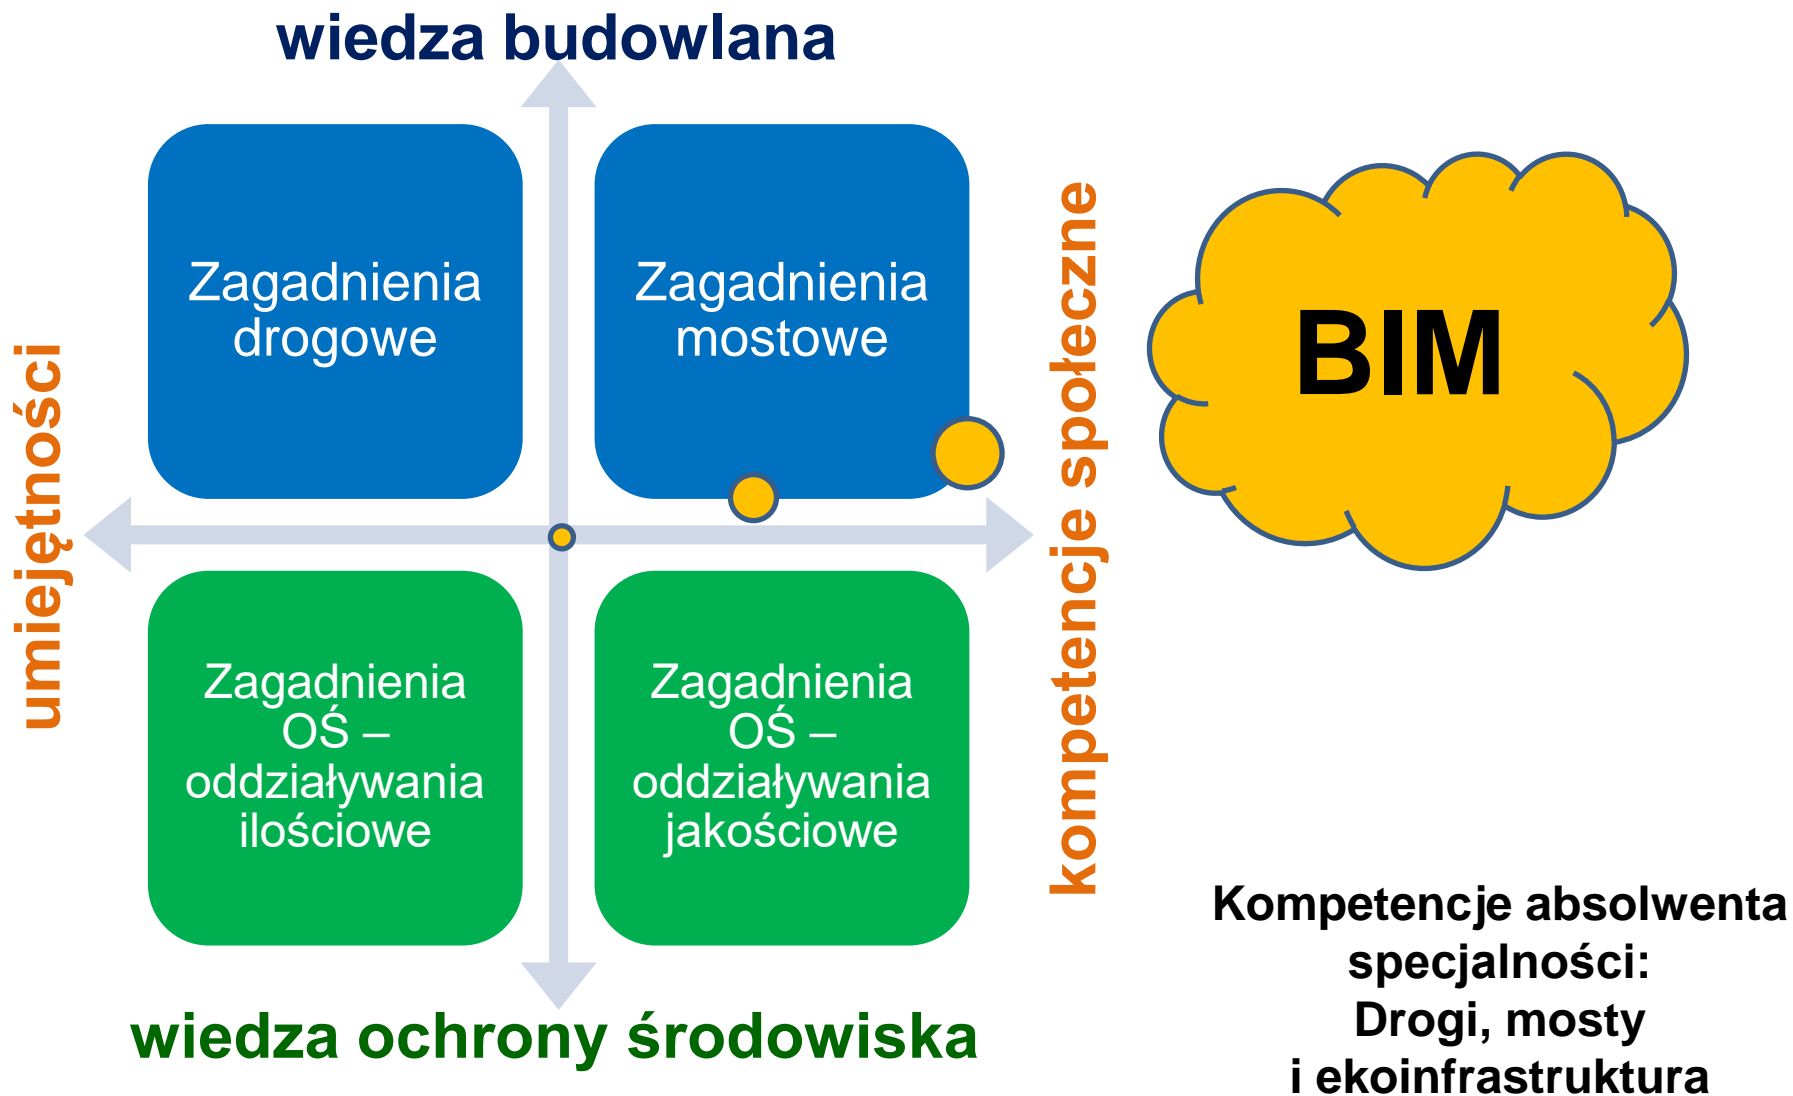 wiedza budowlana
Zagadnienia
drogowe
Zagadnienia
mostowe
umiejętności
kompetencje społeczne
BIM
Zagadnienia
OŚ –
oddziaływania
ilościowe
Zagadnienia
OŚ –
oddziaływania
jakościowe
wiedza ochrony środowiska
Kompetencje absolwenta
specjalności:
Drogi, mosty
i ekoinfrastruktura